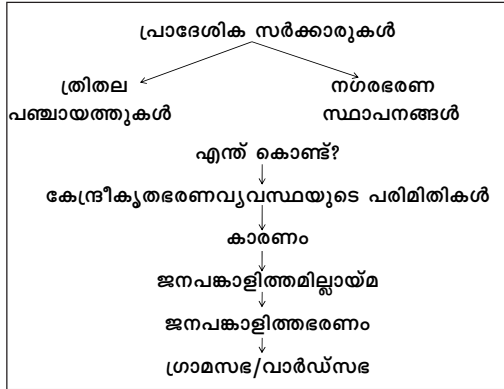 പ്രാദേശിക സർക്കാരുകൾ
ത്രിതല
പഞ്ചായത്തുകൾ
നഗരഭരണ
സ്ഥാപനങ്ങൾ
എന്ത് കൊണ്ട്?
കേന്ദ്രീകൃതഭരണവ്യവസ്ഥയുടെ പരിമിതികൾ
കാരണം
ജനപങ്കാളിത്തമില്ലായ്മ
ജനപങ്കാളിത്തഭരണം
ഗ്രാമസഭ/വാർഡ്സഭ